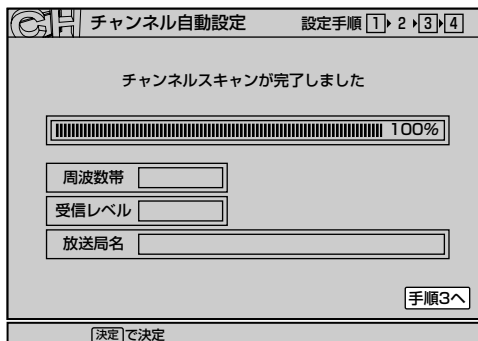 CH チャンネル自動設定 設定手順 1 2 3 4
チャンネルスキャンが完了しました
100%
周波数帯
受信レベル
放送局名
手順3へ
決定で決定